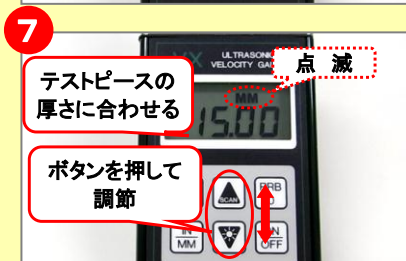 7
VX ULTRASONIC
VELOCITY GA
点 滅
テストピースの
厚さに合わせる
MM
15.00
ボタンを押して
調節
SCAN
PRB
IN
MM
ON
OFF